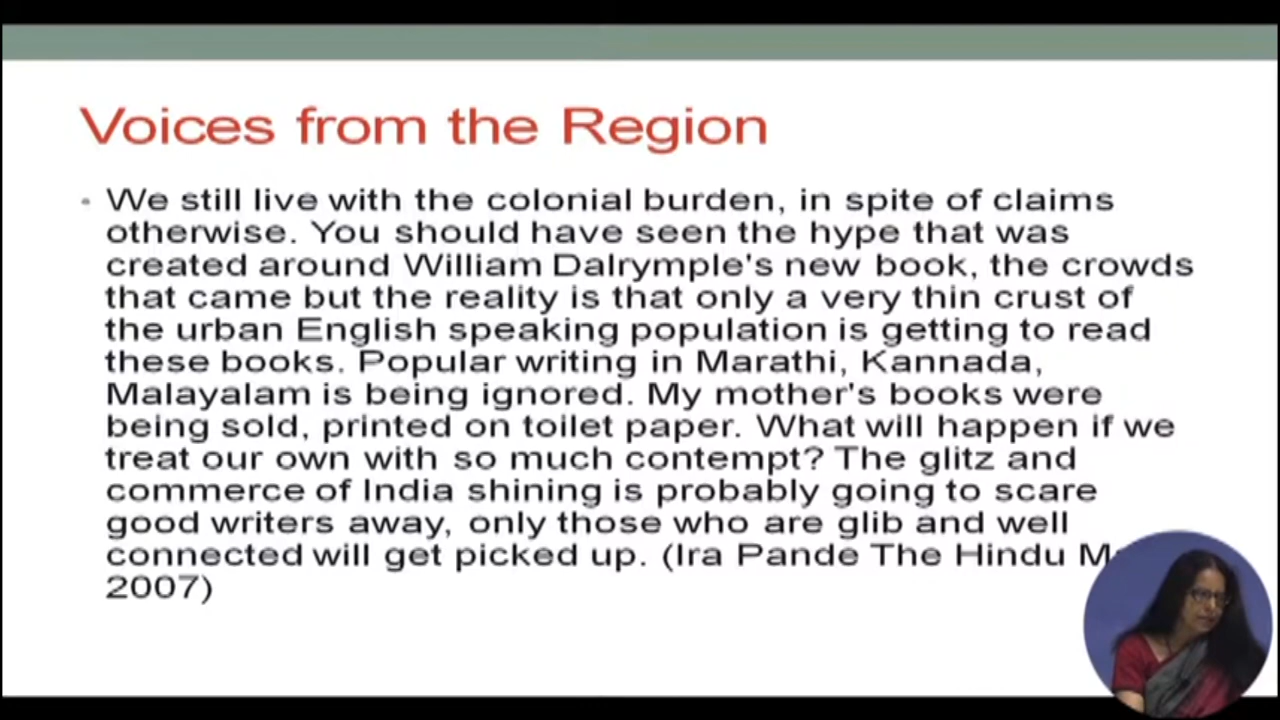 Voices from the Region
• We still live with the colonial burden, in spite of claims
otherwise. You should have seen the hype that was
created around William Dalrymple's new book, the crowds
that came but the reality is that only a very thin crust of
the urban English speaking population is getting to read
these books. Popular writing in Marathi, Kannada,
Malayalam is being ignored. My mother's books were
being sold, printed on toilet paper. What will happen if we
treat our own with so much contempt? The glitz and
commerce of India shining is probably going to scare
good writers away, only those who are glib and well
connected will get picked up. (Ira Pande The Hindu
2007)